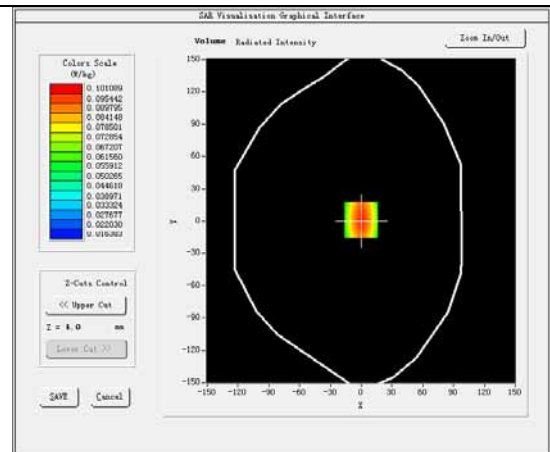 SAR Visualisation Graphical Interface
Volume Radiated Intensity
Zoom In/Out
Colors Scale
(W/kg)
0.101089
0.095442
0.089795
0.084148
0.078501
0.072854
0.067207
0.061560
0.055912
0.050265
0.044618
0.038971
0.033324
0.027677
0.022030
0.016383
Z-Cuts Control
<< Upper Cut
Z = 4.0 mm
Lower Cut >>
SAVE
Cancel
150
120
90
60
30
0
-30
-60
-90
-120
-150
Y
-150 -120 -90 -60 -30 0 30 60 90 120 150
X